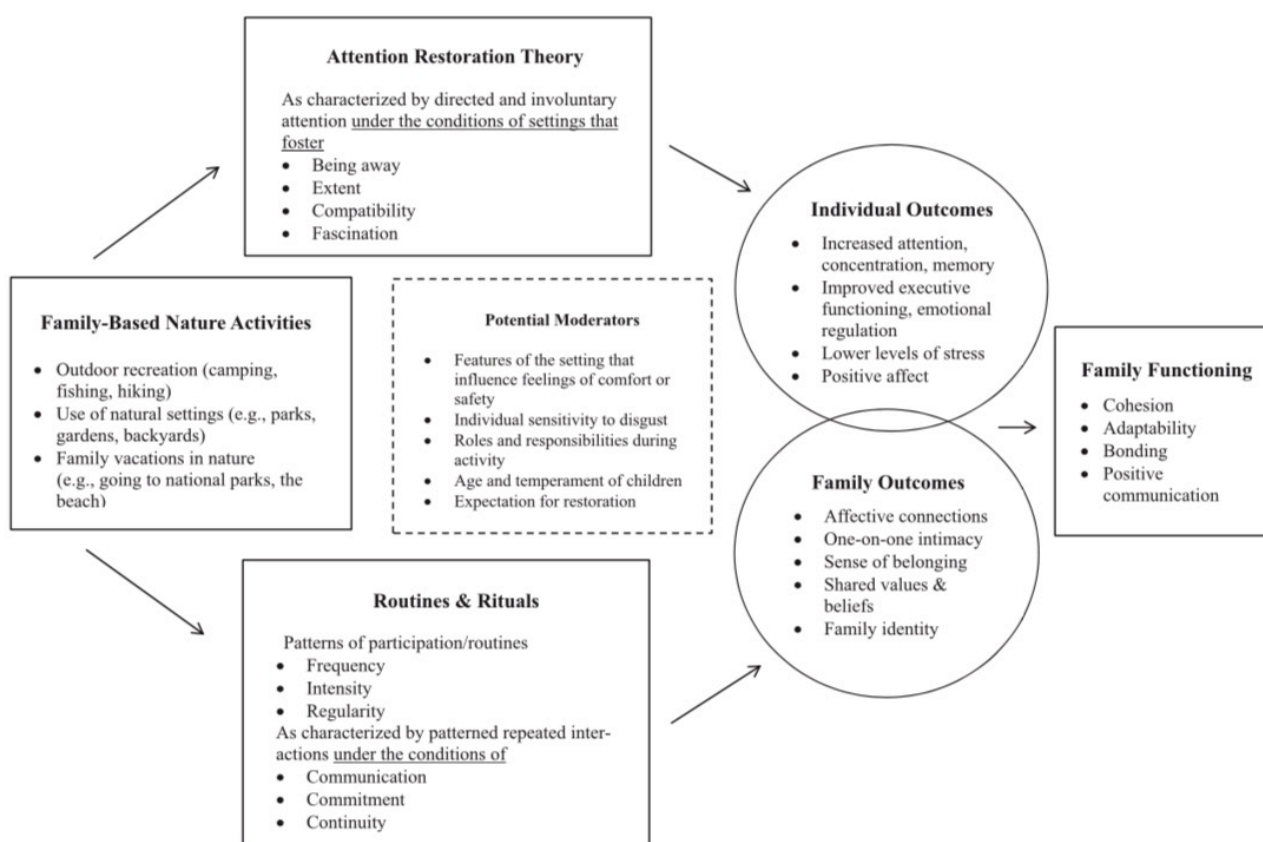 Attention Restoration Theory
As characterized by directed and involuntary
attention under the conditions of settings that
foster
• Being away
• Extent
• Compatibility
• Fascination
Family-Based Nature Activities
• Outdoor recreation (camping,
fishing, hiking)
• Use of natural settings (e.g., parks,
gardens, backyards)
• Family vacations in nature
(e.g., going to national parks, the
beach)
Potential Moderators
• Features of the setting that
influence feelings of comfort or
safety
• Individual sensitivity to disgust
• Roles and responsibilities during
activity
• Age and temperament of children
• Expectation for restoration
Routines & Rituals
Patterns of participation/routines
• Frequency
• Intensity
• Regularity
As characterized by patterned repeated inter-
actions under the conditions of
• Communication
• Commitment
• Continuity
Individual Outcomes
• Increased attention,
concentration, memory
• Improved executive
functioning, emotional
regulation
• Lower levels of stress
• Positive affect
Family Outcomes
• Affective connections
• One-on-one intimacy
• Sense of belonging
• Shared values &
beliefs
• Family identity
Family Functioning
• Cohesion
• Adaptability
• Bonding
• Positive
communication